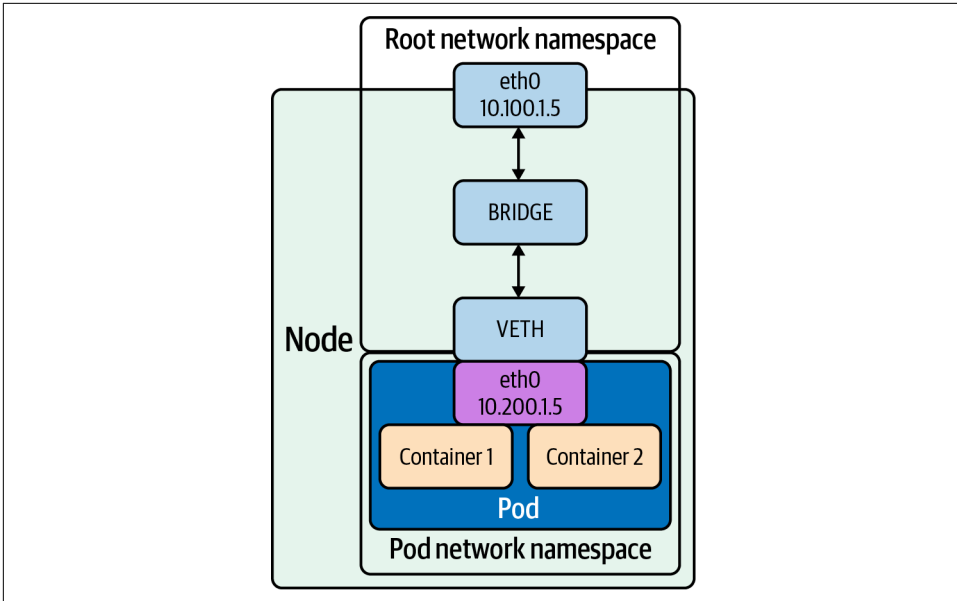 Root network namespace
eth0
10.100.1.5
BRIDGE
VETH
Node
eth0
10.200.1.5
Container 1
Container 2
Pod
Pod network namespace